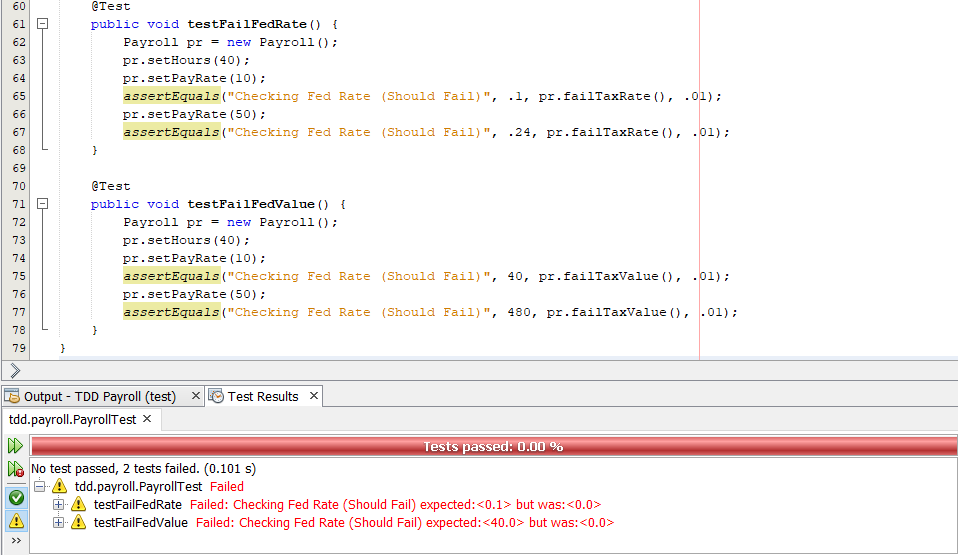 60 @Test
61 public void testFailFedRate() {
62 Payroll pr = new Payroll();
63 pr.setHours(40);
64 pr.setPayRate(10);
65 assertEquals("Checking Fed Rate (Should Fail)", .1, pr.failTaxRate(), .01);
66 pr.setPayRate(50);
67 assertEquals("Checking Fed Rate (Should Fail)", .24, pr.failTaxRate(), .01);
68 }
69
70 @Test
71 public void testFailFedValue() {
72 Payroll pr = new Payroll();
73 pr.setHours(40);
74 pr.setPayRate(10);
75 assertEquals("Checking Fed Rate (Should Fail)", 40, pr.failTaxValue(), .01);
76 pr.setPayRate(50);
77 assertEquals("Checking Fed Rate (Should Fail)", 480, pr.failTaxValue(), .01);
78 }
79 }
Output - TDD Payroll (test) × Test Results ×
tdd.payroll.PayrollTest ×
Tests passed: 0.00 %
No test passed, 2 tests failed. (0.101 s)
tdd.payroll.PayrollTest Failed
testFailFedRate Failed: Checking Fed Rate (Should Fail) expected:<0.1> but was:<0.0>
testFailFedValue Failed: Checking Fed Rate (Should Fail) expected:<40.0> but was:<0.0>